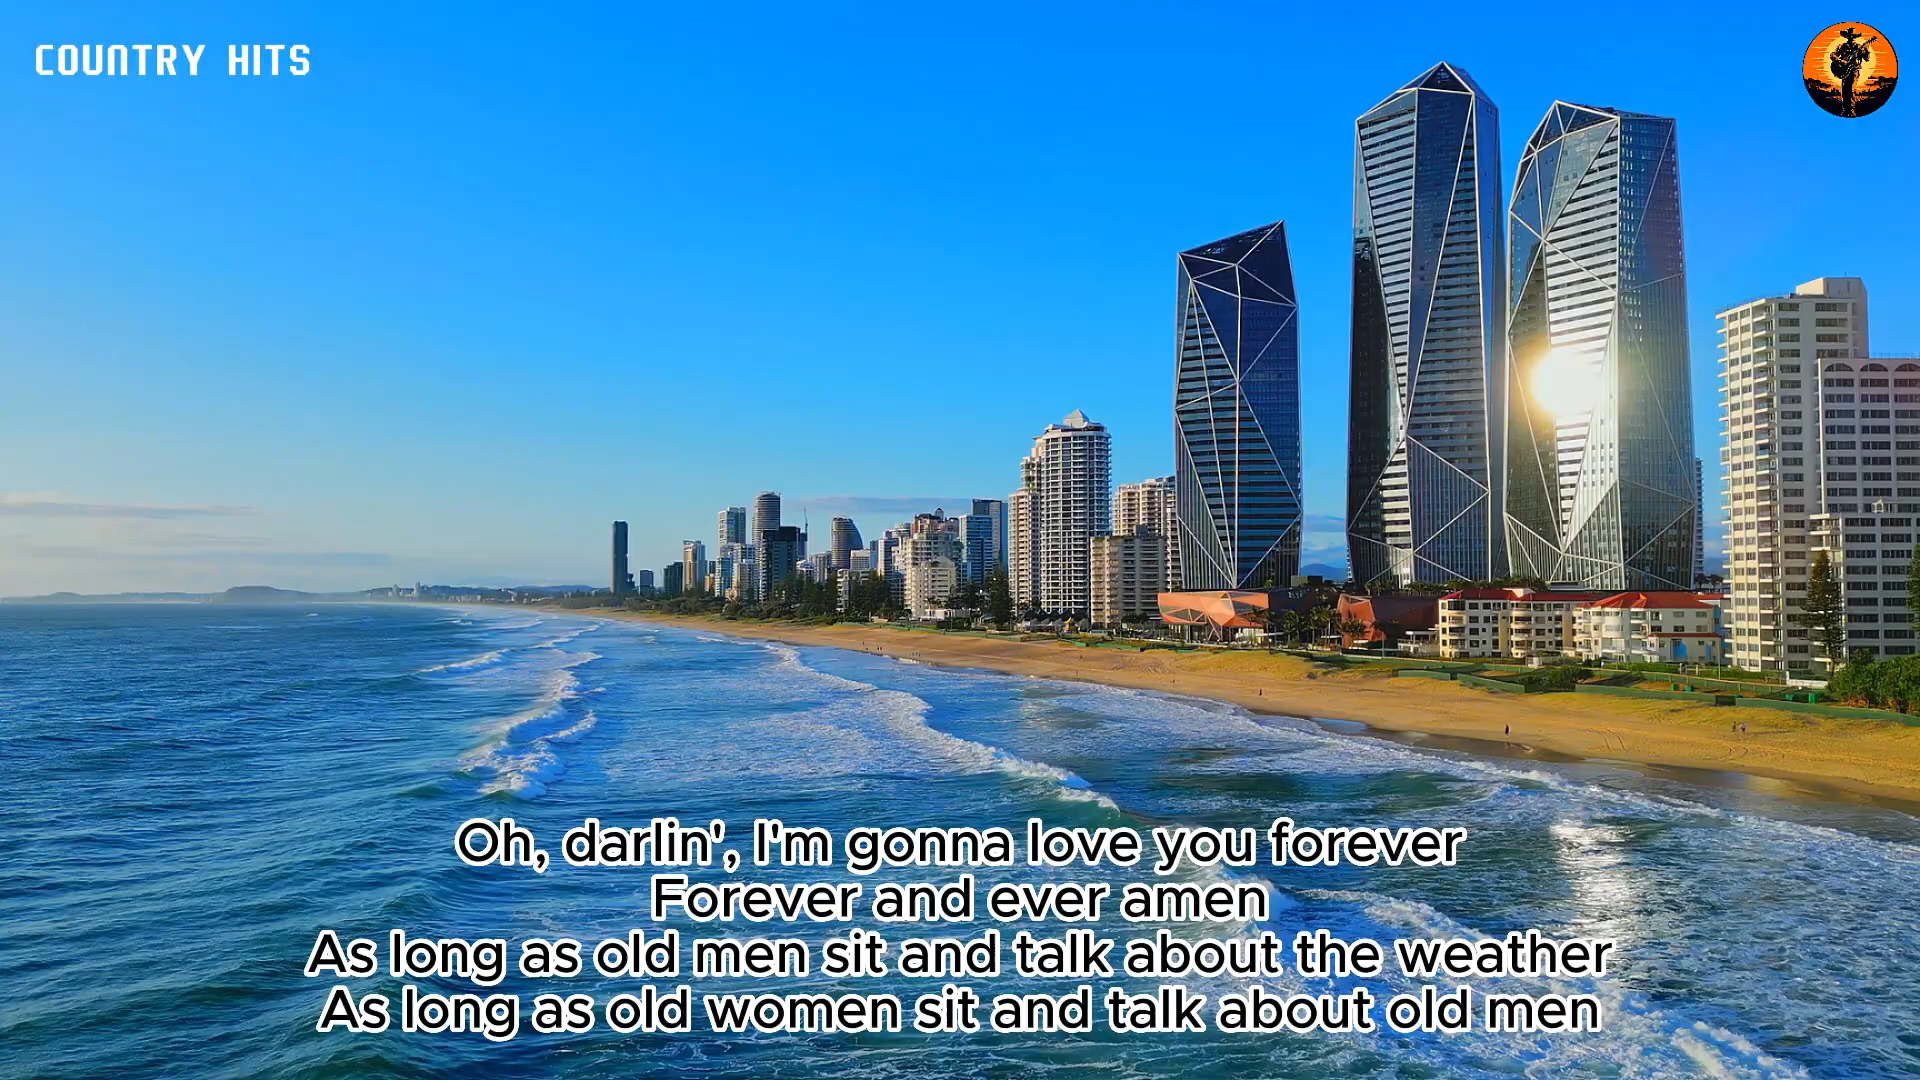 COUNTRY HITS
Oh, darlin', I'm gonna love you forever
Forever and ever amen
As long as old men sit and talk about the weather
As long as old women sit and talk about old men